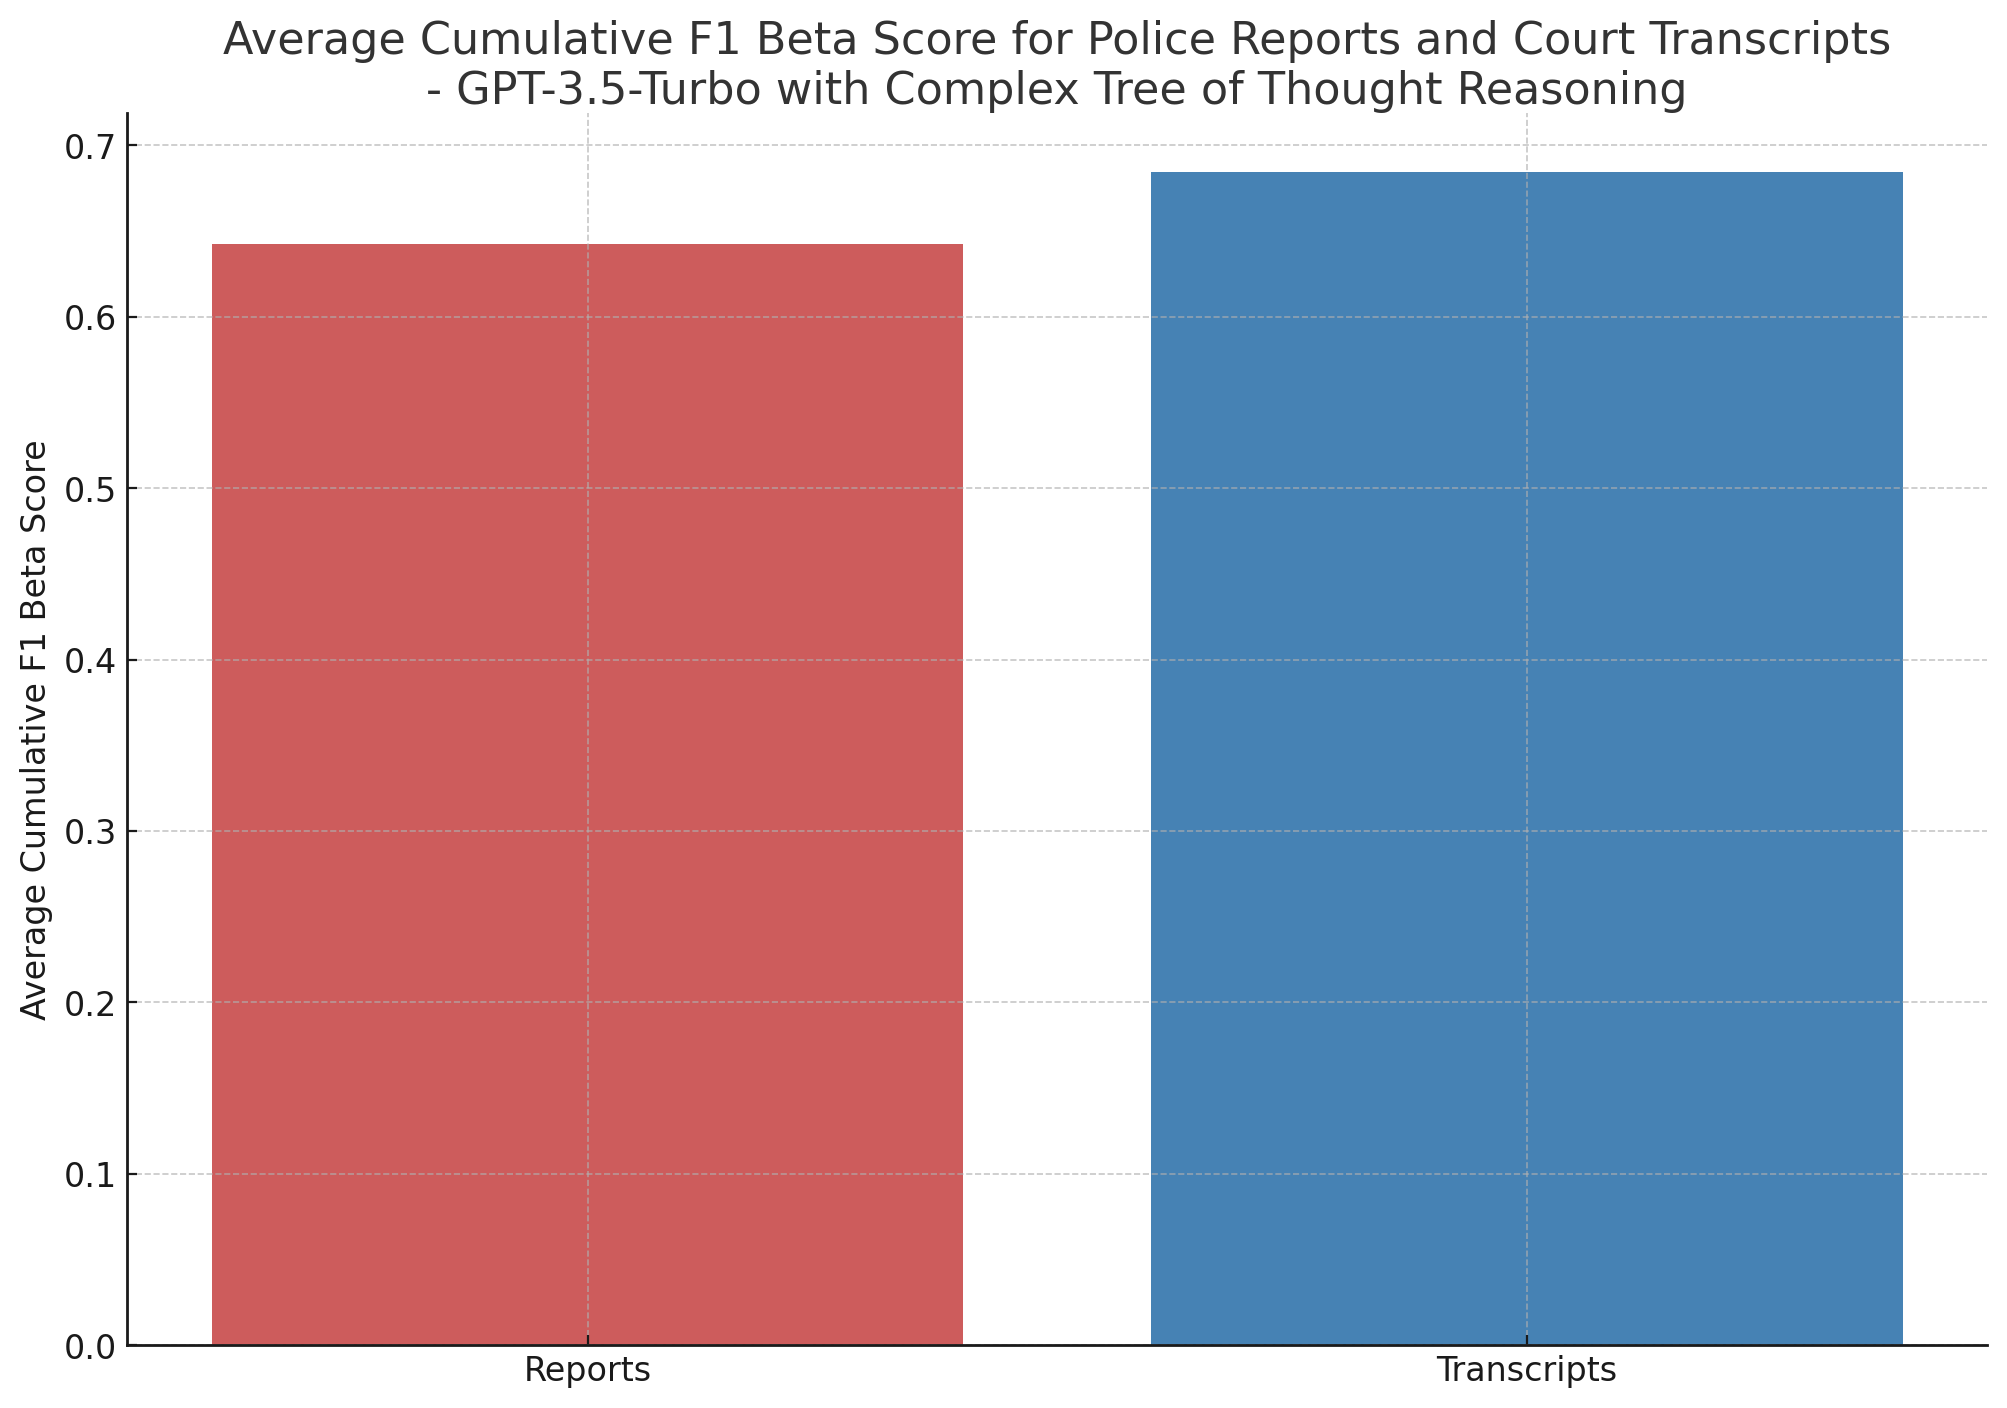 Average Cumulative F1 Beta Score for Police Reports and Court Transcripts
- GPT-3.5-Turbo with Complex Tree of Thought Reasoning
Average Cumulative F1 Beta Score
0.7
0.6
0.5
0.4
0.3
0.2
0.1
0.0
Reports
Transcripts